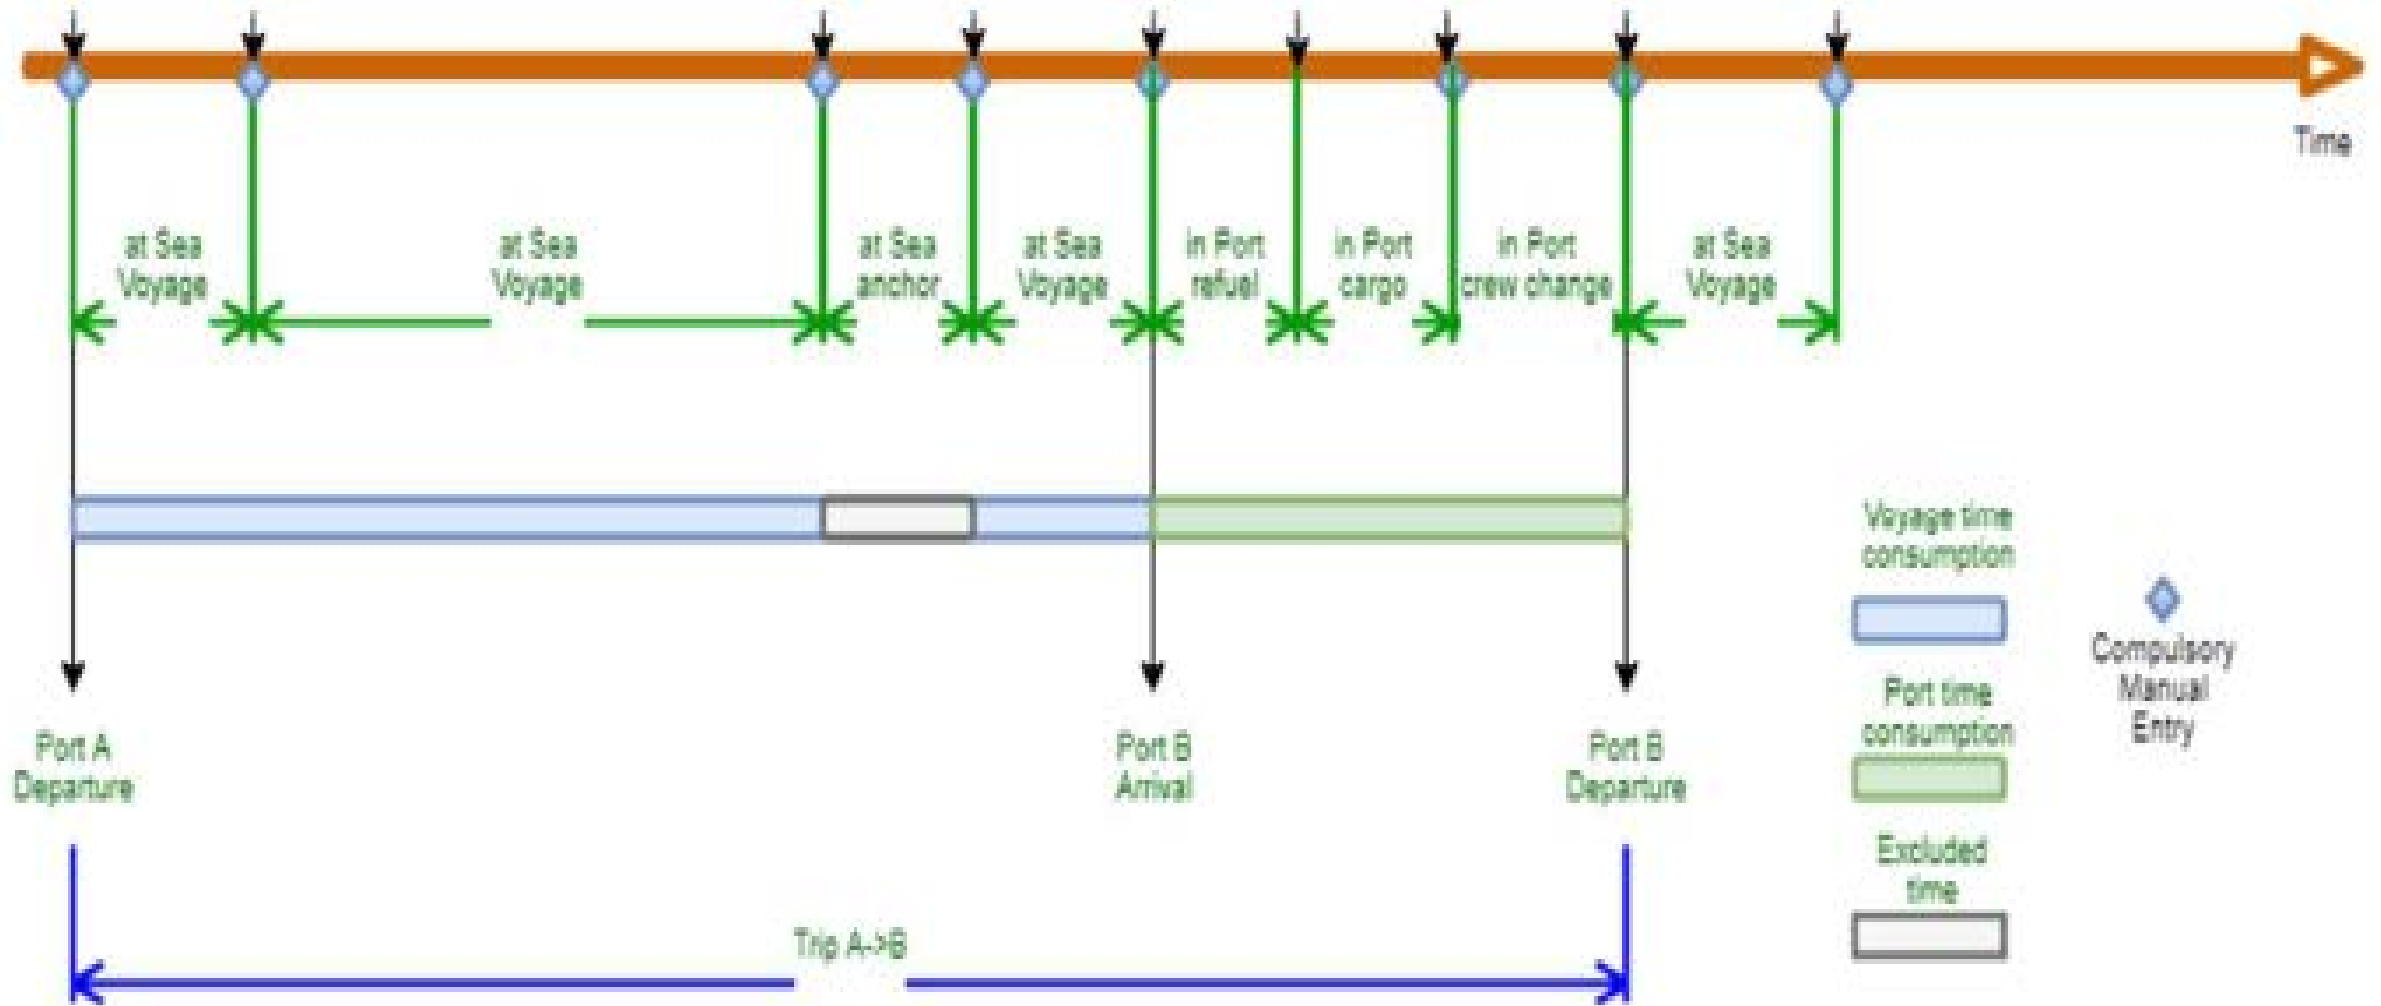 Time
at Sea
Voyage
at Sea
Voyage
at Sea
anchor
at Sea
Voyage
in Port
refuel
in Port
cargo
in Port
crew change
at Sea
Voyage
Voyage time
consumption
Compulsory
Manual
Entry
Port time
consumption
Port A
Departure
Port B
Arrival
Port B
Departure
Excluded
time
Trip A->B